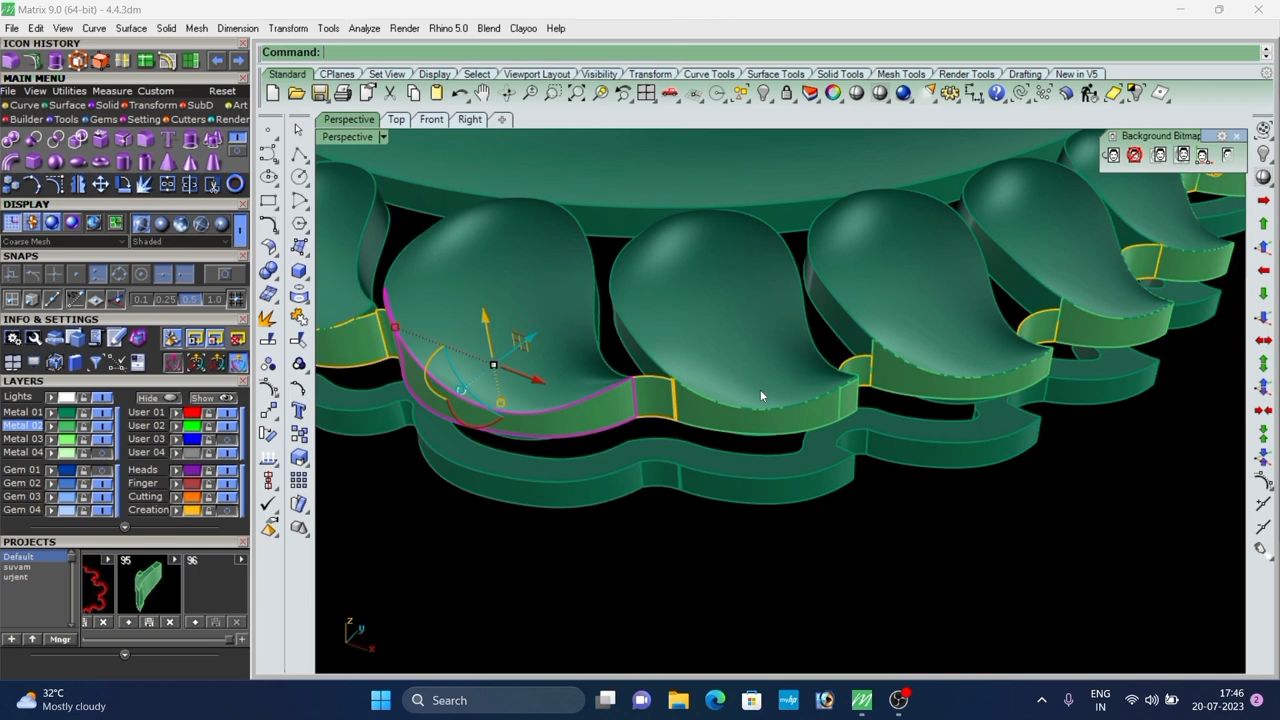 Matrix 9.0 (64-bit) - 4.4.3dm
File Edit View Curve Surface Solid Mesh Dimension Transform Tools Analyze Render Rhino 5.0 Blend Clayoo Help
ICON HISTORY
Command:
Standard CPlanes Set View Display Select Viewport Layout Visibility Transform Curve Tools Surface Tools Solid Tools Mesh Tools Render Tools Drafting New in V5
MAIN MENU
File View Utilities Measure Custom Reset
Curve Surface Solid Transform SubD Art
Builder Tools Gems Setting Cutters Render
Perspective Top Front Right
Perspective
Background Bitmap
DISPLAY
Coarse Mesh Shaded
SNAPS
0.1 0.25 0.5 1.0
INFO & SETTINGS
LAYERS
Lights Hide Show
Metal 01 User 01
Metal 02 User 02
Metal 03 User 03
Metal 04 User 04
Gem 01 Heads
Gem 02 Finger
Gem 03 Cutting
Gem 04 Creation
PROJECTS
Default 95 96
suvam
urjent
Mngr
z y x
32°C
Mostly cloudy
Search
ENG
IN
17:46
20-07-2023
2